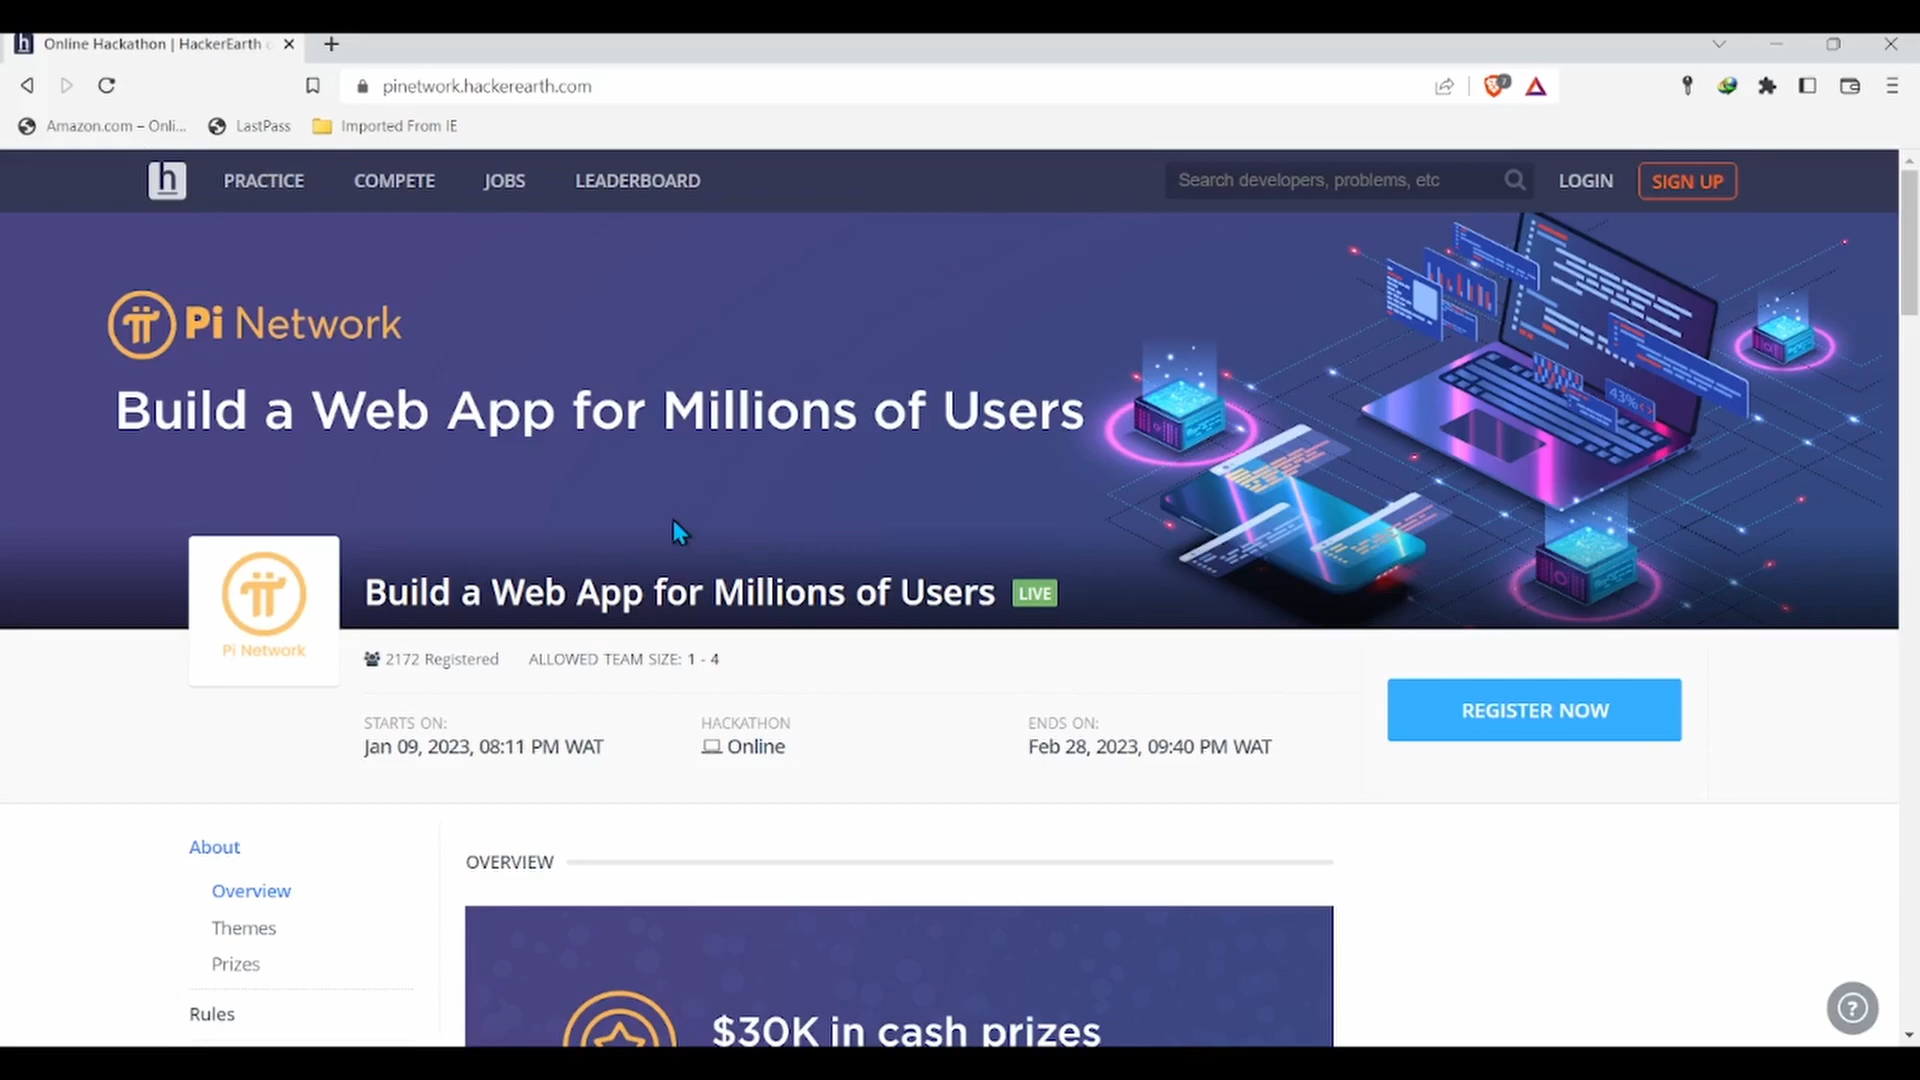 Online Hackathon | HackerEarth
pinetwork.hackerearth.com
7
Amazon.com – Onli... LastPass Imported From IE
h PRACTICE COMPETE JOBS LEADERBOARD Search developers, problems, etc LOGIN SIGN UP
Pi Network
Build a Web App for Millions of Users
43%
Pi Network
Build a Web App for Millions of Users LIVE
2172 Registered ALLOWED TEAM SIZE: 1 - 4
STARTS ON: HACKATHON ENDS ON:
Jan 09, 2023, 08:11 PM WAT Online Feb 28, 2023, 09:40 PM WAT
REGISTER NOW
About
Overview
Themes
Prizes
Rules
OVERVIEW
$30K in cash prizes